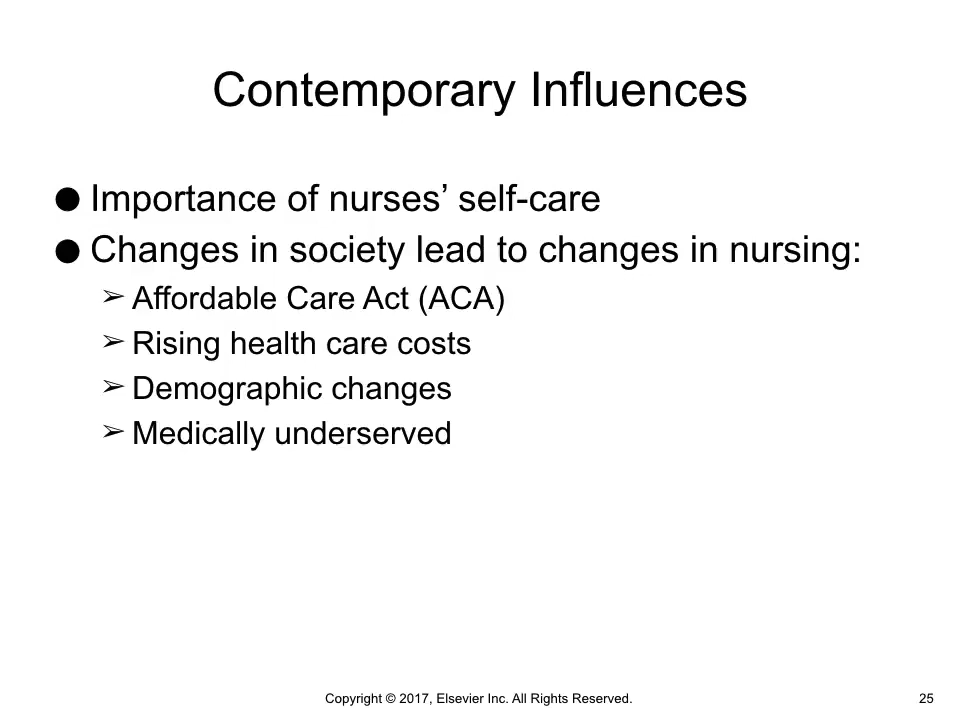 Contemporary Influences
● Importance of nurses’ self-care
● Changes in society lead to changes in nursing:
➢ Affordable Care Act (ACA)
➢ Rising health care costs
➢ Demographic changes
➢ Medically underserved
Copyright © 2017, Elsevier Inc. All Rights Reserved.
25